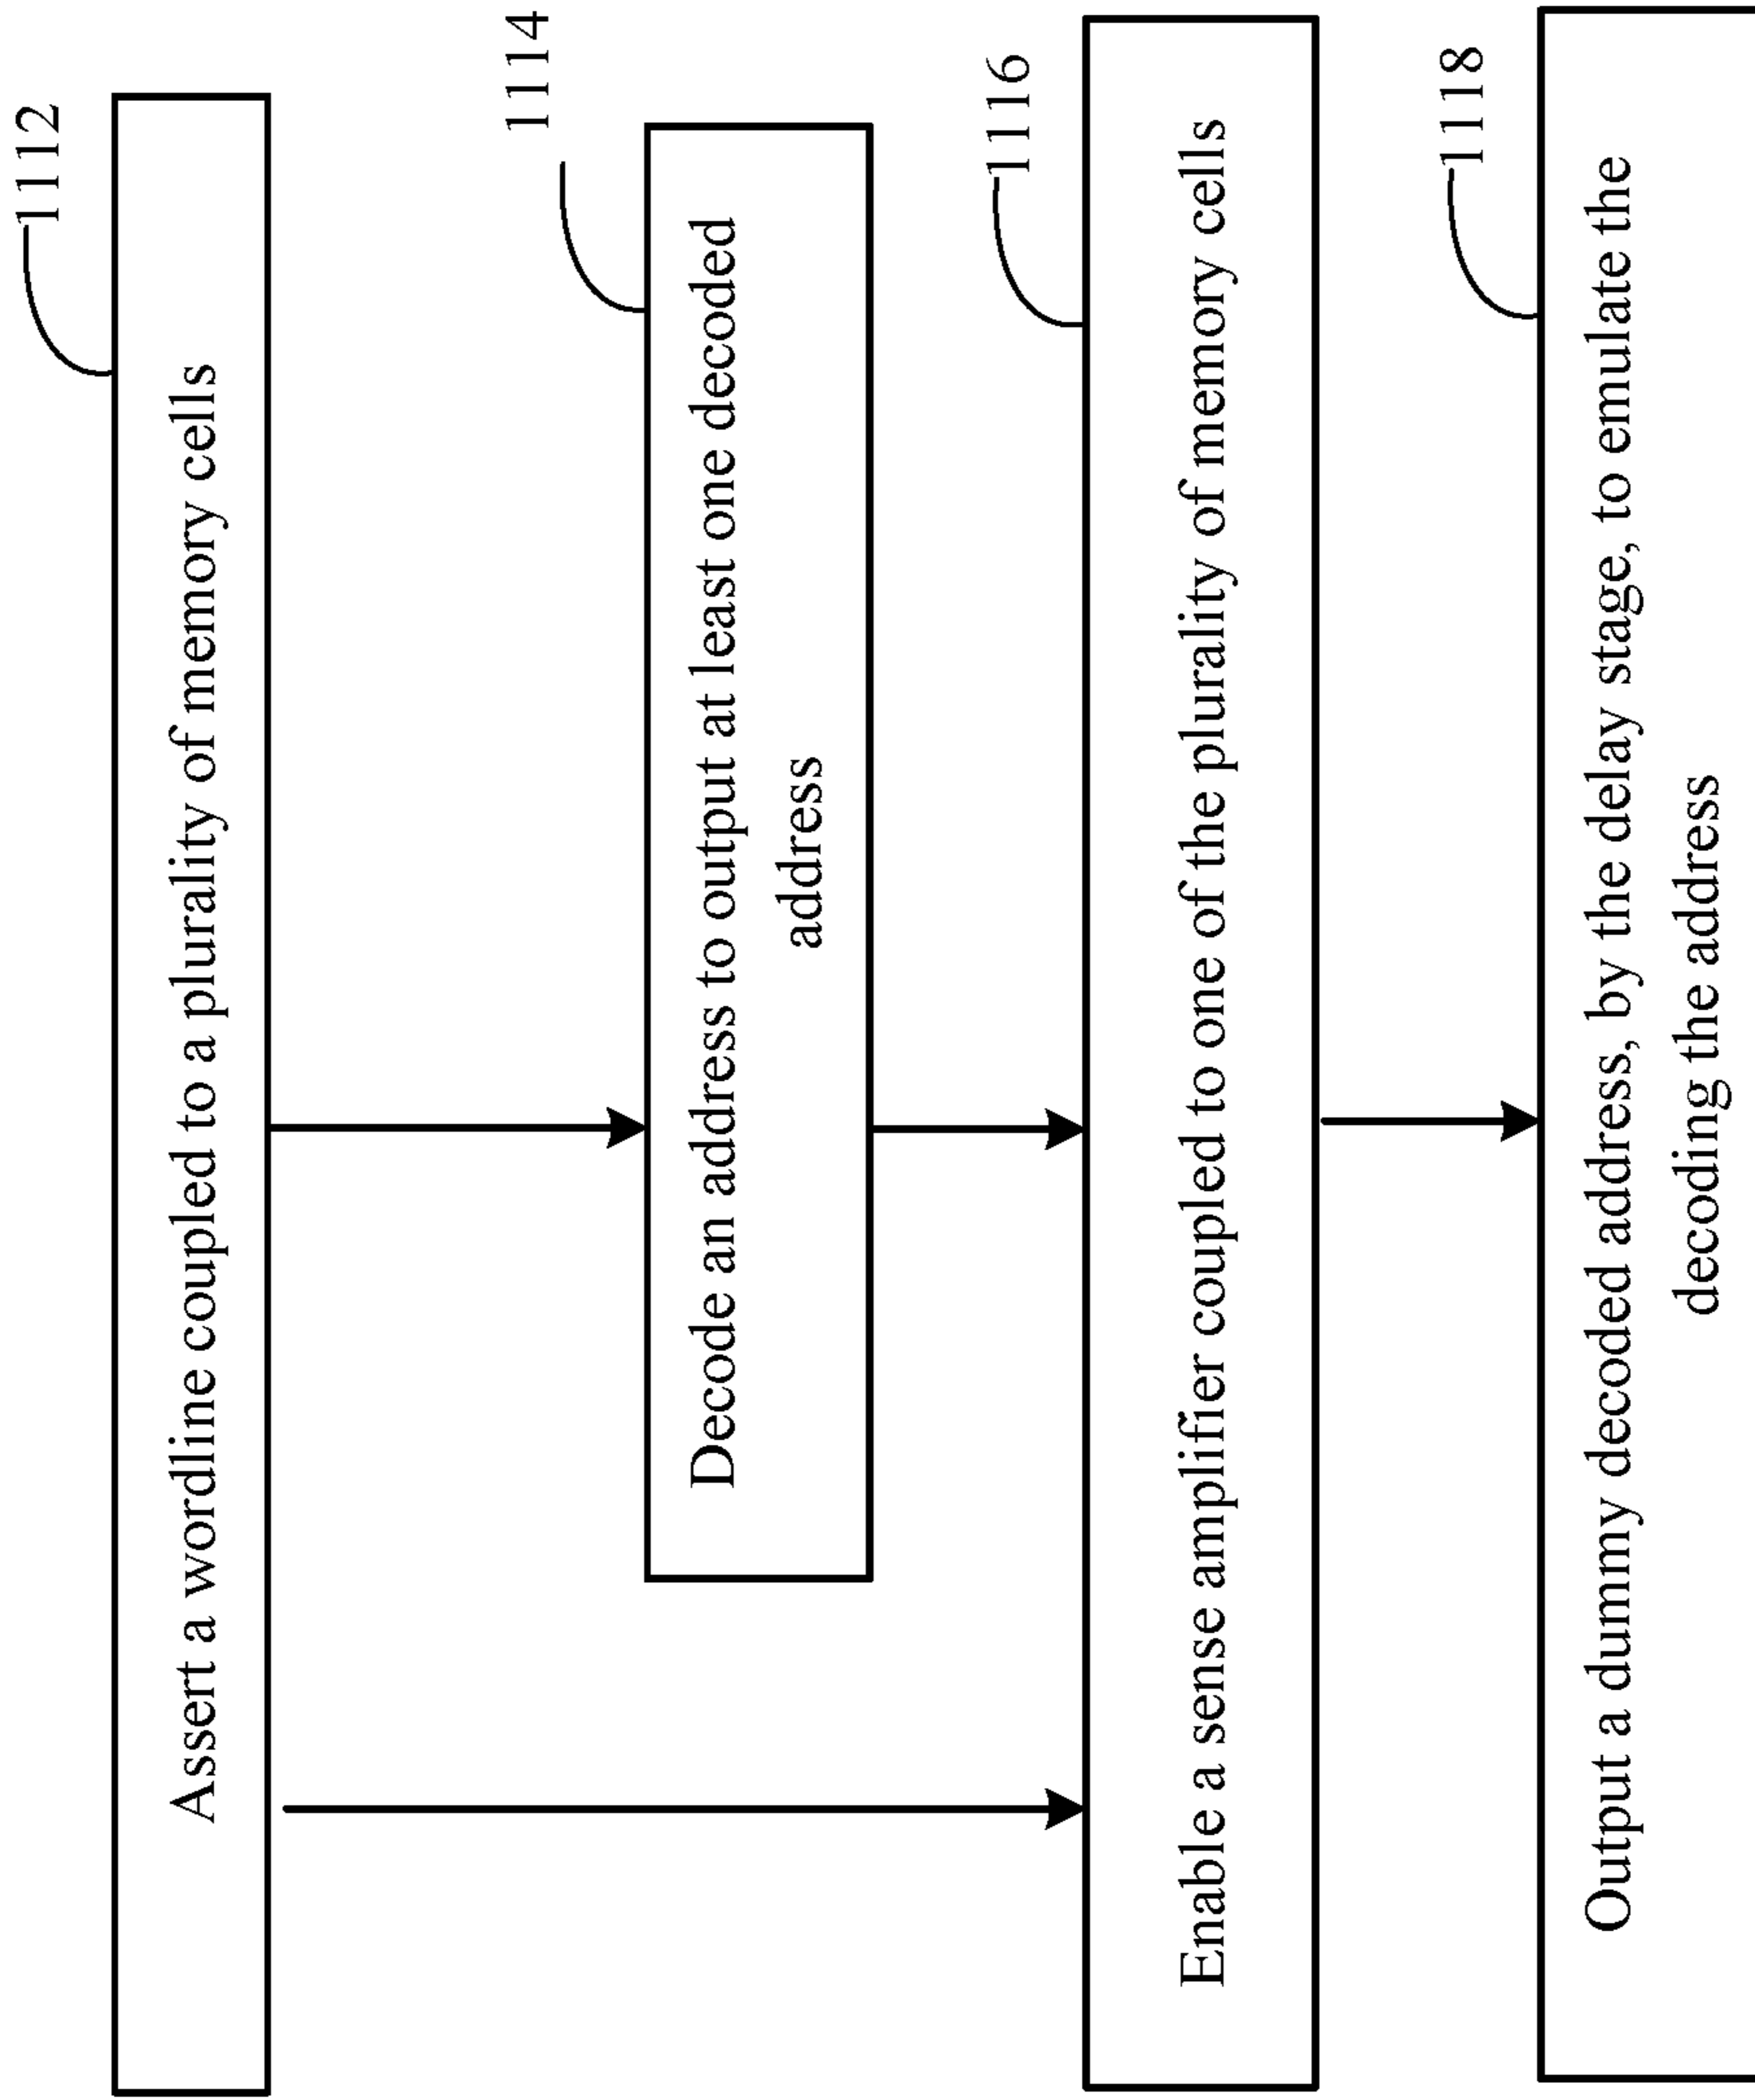 1112
Assert a wordline coupled to a plurality of memory cells
1114
Decode an address to output at least one decoded
address
1116
Enable a sense amplifier coupled to one of the plurality of memory cells
1118
Output a dummy decoded address, by the delay stage, to emulate the
decoding the address